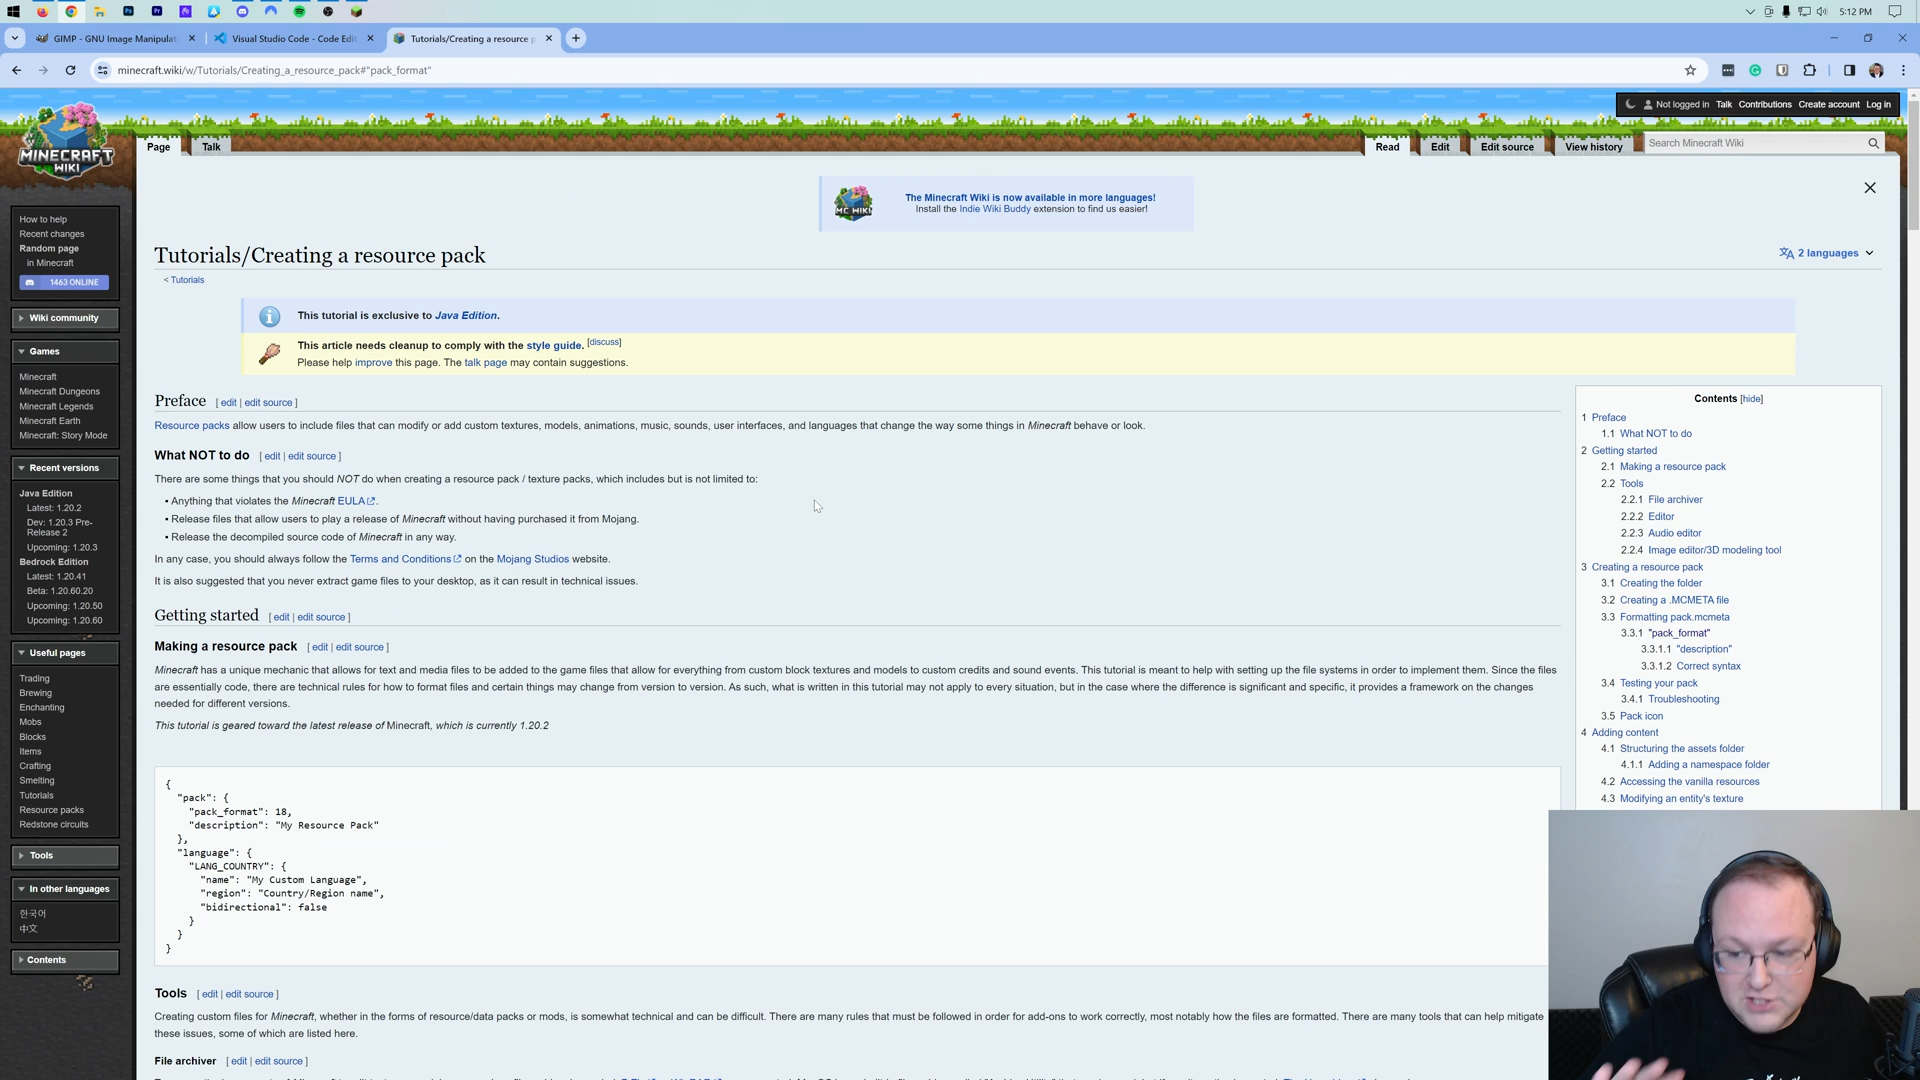 5:12 PM
GIMP - GNU Image Manipulati
Visual Studio Code - Code Edit
Tutorials/Creating a resource p
minecraft.wiki/w/Tutorials/Creating_a_resource_pack#"pack_format"
Not logged in Talk Contributions Create account Log in
MINECRAFT
WIKI
Page Talk
Read Edit Edit source View history
Search Minecraft Wiki
MC WIKI
The Minecraft Wiki is now available in more languages!
Install the Indie Wiki Buddy extension to find us easier!
How to help
Recent changes
Random page
in Minecraft
1463 ONLINE
Wiki community
Games
Minecraft
Minecraft Dungeons
Minecraft Legends
Minecraft Earth
Minecraft: Story Mode
Recent versions
Java Edition
Latest: 1.20.2
Dev: 1.20.3 Pre-
Release 2
Upcoming: 1.20.3
Bedrock Edition
Latest: 1.20.41
Beta: 1.20.60.20
Upcoming: 1.20.50
Upcoming: 1.20.60
Useful pages
Trading
Brewing
Enchanting
Mobs
Blocks
Items
Crafting
Smelting
Tutorials
Resource packs
Redstone circuits
Tools
In other languages
한국어
中文
Contents
Tutorials/Creating a resource pack
2 languages
< Tutorials
This tutorial is exclusive to Java Edition.
This article needs cleanup to comply with the style guide. [discuss]
Please help improve this page. The talk page may contain suggestions.
Preface [ edit | edit source ]
Resource packs allow users to include files that can modify or add custom textures, models, animations, music, sounds, user interfaces, and languages that change the way some things in Minecraft behave or look.
What NOT to do [ edit | edit source ]
There are some things that you should NOT do when creating a resource pack / texture packs, which includes but is not limited to:
▪ Anything that violates the Minecraft EULA.
▪ Release files that allow users to play a release of Minecraft without having purchased it from Mojang.
▪ Release the decompiled source code of Minecraft in any way.
In any case, you should always follow the Terms and Conditions on the Mojang Studios website.
It is also suggested that you never extract game files to your desktop, as it can result in technical issues.
Getting started [ edit | edit source ]
Making a resource pack [ edit | edit source ]
Minecraft has a unique mechanic that allows for text and media files to be added to the game files that allow for everything from custom block textures and models to custom credits and sound events. This tutorial is meant to help with setting up the file systems in order to implement them. Since the files
are essentially code, there are technical rules for how to format files and certain things may change from version to version. As such, what is written in this tutorial may not apply to every situation, but in the case where the difference is significant and specific, it provides a framework on the changes
needed for different versions.
This tutorial is geared toward the latest release of Minecraft, which is currently 1.20.2
{
"pack": {
"pack_format": 18,
"description": "My Resource Pack"
},
"language": {
"LANG_COUNTRY": {
"name": "My Custom Language",
"region": "Country/Region name",
"bidirectional": false
}
}
}
Tools [ edit | edit source ]
Creating custom files for Minecraft, whether in the forms of resource/data packs or mods, is somewhat technical and can be difficult. There are many rules that must be followed in order for add-ons to work correctly, most notably how the files are formatted. There are many tools that can help mitigate
these issues, some of which are listed here.
File archiver [ edit | edit source ]
Contents [hide]
1 Preface
1.1 What NOT to do
2 Getting started
2.1 Making a resource pack
2.2 Tools
2.2.1 File archiver
2.2.2 Editor
2.2.3 Audio editor
2.2.4 Image editor/3D modeling tool
3 Creating a resource pack
3.1 Creating the folder
3.2 Creating a .MCMETA file
3.3 Formatting pack.mcmeta
3.3.1 "pack_format"
3.3.1.1 "description"
3.3.1.2 Correct syntax
3.4 Testing your pack
3.4.1 Troubleshooting
3.5 Pack icon
4 Adding content
4.1 Structuring the assets folder
4.1.1 Adding a namespace folder
4.2 Accessing the vanilla resources
4.3 Modifying an entity's texture